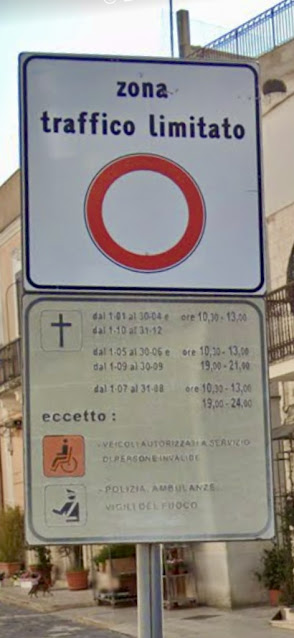 zona
traffico limitato
dal 1-01 al 30-04 e ore 10,30 - 13,00
dal 1-10 al 31-12
dal 1-05 al 30-06 e ore 10,30 - 13,00
dal 1-09 al 30-09 19,00 - 21,00
dal 1-07 al 31-08 ore 10,30 - 13,00
19,00 - 24,00
eccetto :
- VEICOLI AUTORIZZATI A SERVIZIO
DI PERSONE INVALIDE
- POLIZIA, AMBULANZE,
VIGILI DEL FUOCO